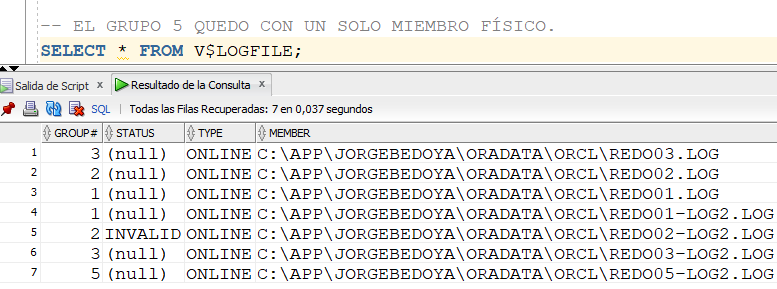 -- EL GRUPO 5 QUEDO CON UN SOLO MIEMBRO FÍSICO.
SELECT * FROM V$LOGFILE;
Salida de Script x Resultado de la Consulta x
SQL | Todas las Filas Recuperadas: 7 en 0,037 segundos
GROUP# STATUS TYPE MEMBER
1 3 (null) ONLINE C:\APP\JORGEBEDOYA\ORADATA\ORCL\REDO03.LOG
2 2 (null) ONLINE C:\APP\JORGEBEDOYA\ORADATA\ORCL\REDO02.LOG
3 1 (null) ONLINE C:\APP\JORGEBEDOYA\ORADATA\ORCL\REDO01.LOG
4 1 (null) ONLINE C:\APP\JORGEBEDOYA\ORADATA\ORCL\REDO01-LOG2.LOG
5 2 INVALID ONLINE C:\APP\JORGEBEDOYA\ORADATA\ORCL\REDO02-LOG2.LOG
6 3 (null) ONLINE C:\APP\JORGEBEDOYA\ORADATA\ORCL\REDO03-LOG2.LOG
7 5 (null) ONLINE C:\APP\JORGEBEDOYA\ORADATA\ORCL\REDO05-LOG2.LOG